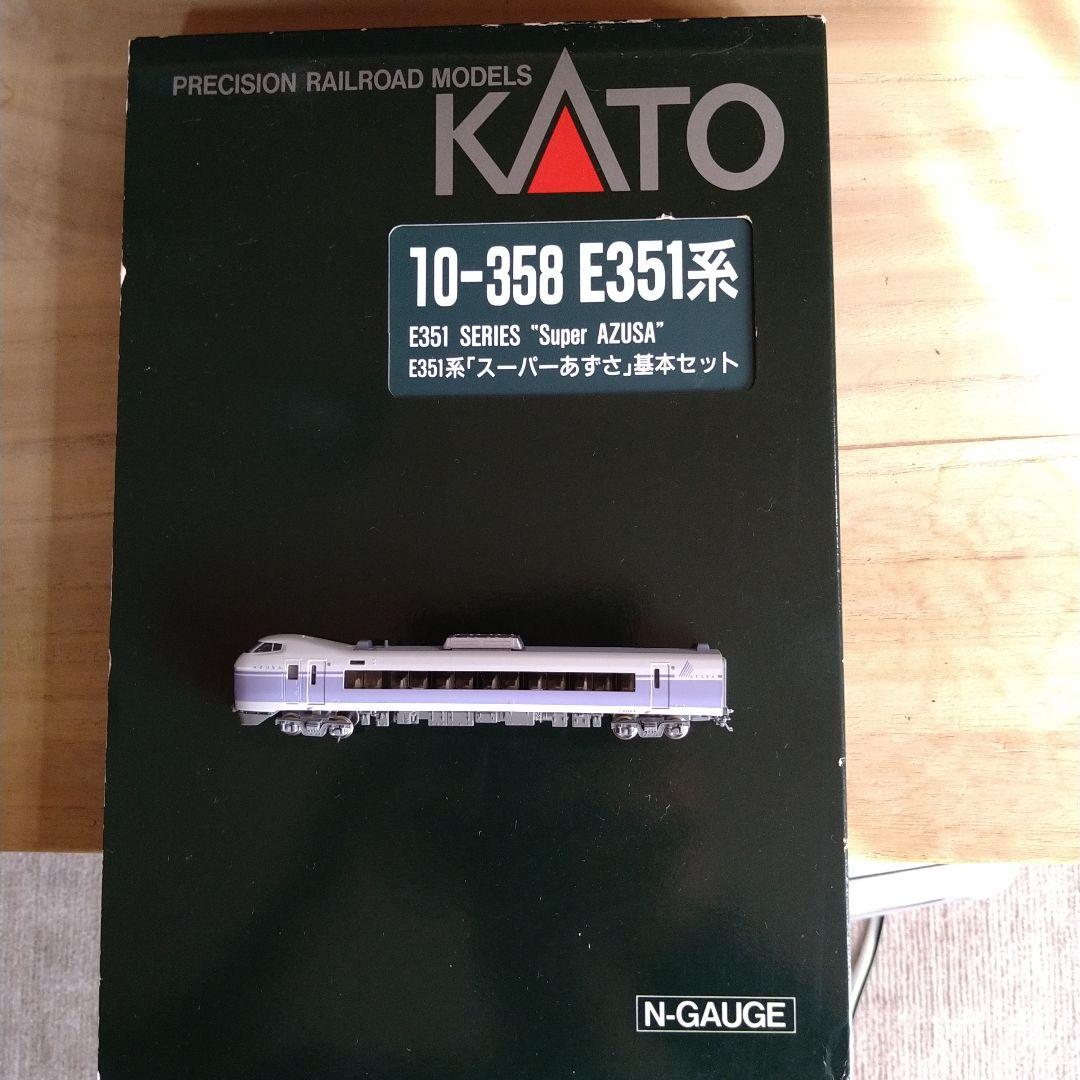 PRECISION RAILROAD MODELS
KATO
10-358 E351系
E351 SERIES "Super AZUSA"
E351系「スーパーあずさ」基本セット
AZUSA
N-GAUGE